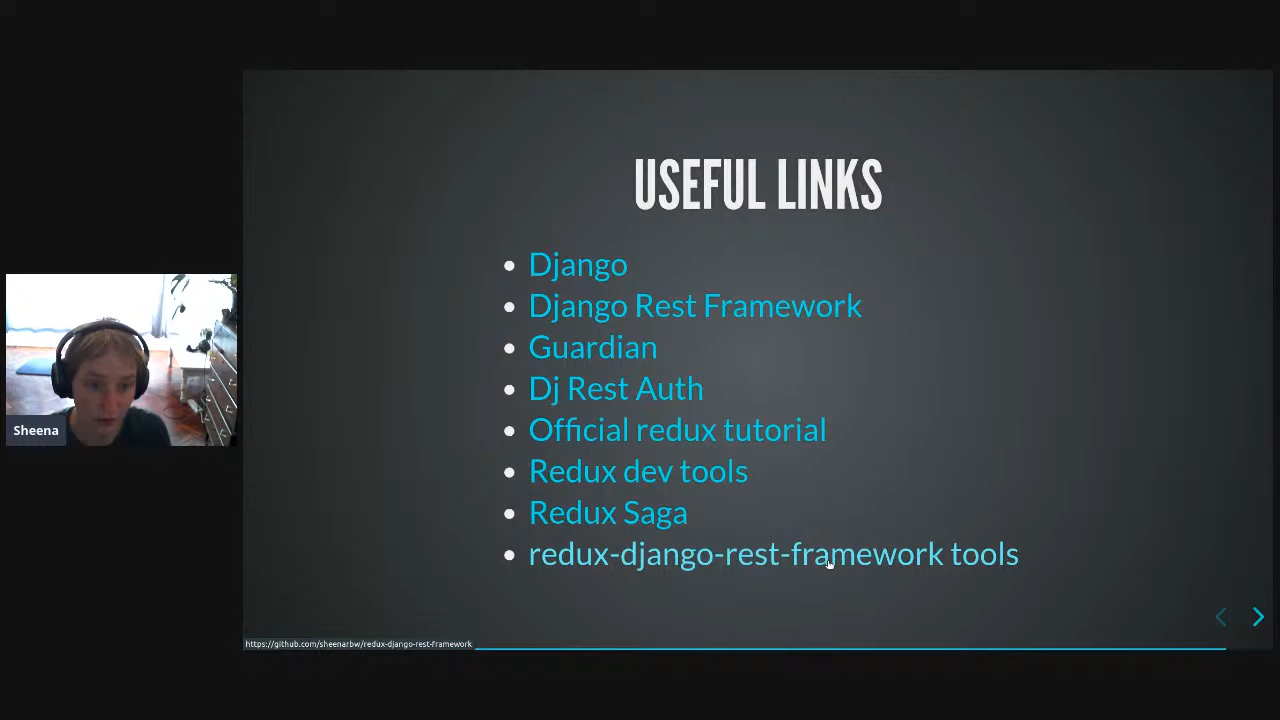 USEFUL LINKS
Django
Django Rest Framework
Guardian
Dj Rest Auth
Official redux tutorial
Redux dev tools
Redux Saga
redux-django-rest-framework tools
Sheena
https://github.com/sheenarbw/redux-django-rest-framework